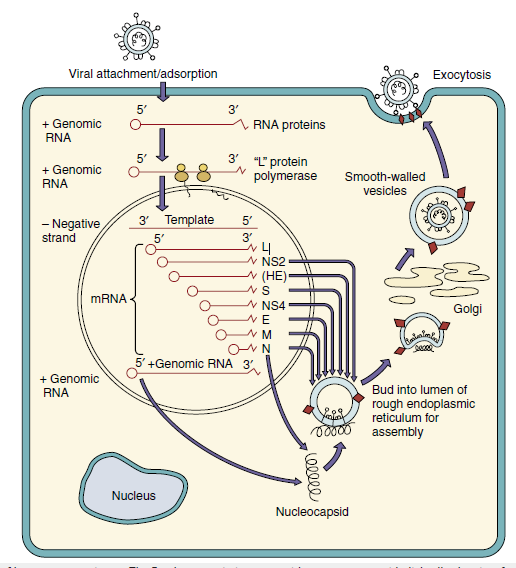 Viral attachment/adsorption
Exocytosis
5′ 3′
+ Genomic
RNA
RNA proteins
5′ 3′
+ Genomic
RNA
"L" protein
polymerase
Smooth-walled
vesicles
– Negative
strand
3′ Template 5′
5′ 3′
L
NS2
(HE)
S
NS4
E
M
N
mRNA
Golgi
5′ +Genomic RNA 3′
+ Genomic
RNA
Bud into lumen of
rough endoplasmic
reticulum for
assembly
Nucleus
Nucleocapsid